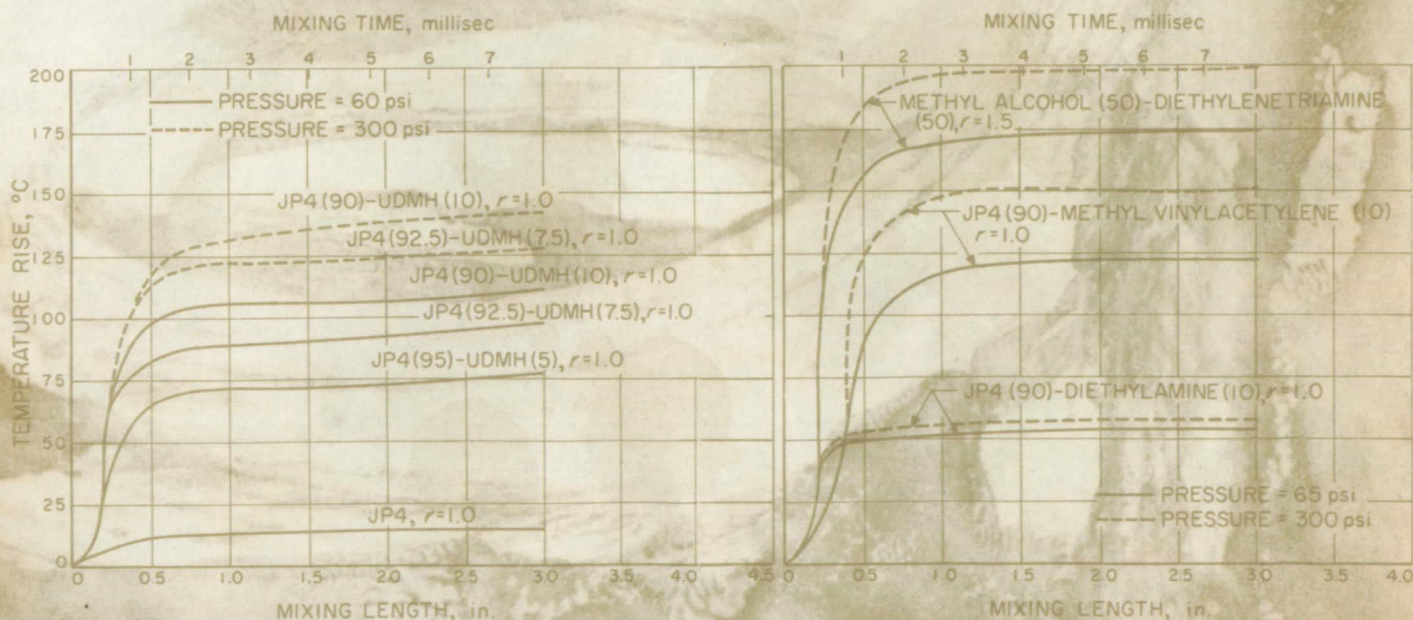 MIXING TIME, millisec
1 2 3 4 5 6 7
200
175
150
125
100
75
50
25
0
TEMPERATURE RISE, °C
PRESSURE = 60 psi
PRESSURE = 300 psi
JP4(90)-UDMH(10), r=1.0
JP4(92.5)-UDMH(7.5), r=1.0
JP4(90)-UDMH(10), r=1.0
JP4(92.5)-UDMH(7.5), r=1.0
JP4(95)-UDMH(5), r=1.0
JP4, r=1.0
0 0.5 1.0 1.5 2.0 2.5 3.0 3.5 4.0 4.5
MIXING LENGTH, in.
MIXING TIME, millisec
1 2 3 4 5 6 7
METHYL ALCOHOL (50)-DIETHYLENETRIAMINE
(50), r=1.5
JP4(90)-METHYL VINYLACETYLENE (10)
r=1.0
JP4(90)-DIETHYLAMINE(10), r=1.0
PRESSURE = 65 psi
PRESSURE = 300 psi
0 0.5 1.0 1.5 2.0 2.5 3.0 3.5 4.0
MIXING LENGTH, in.